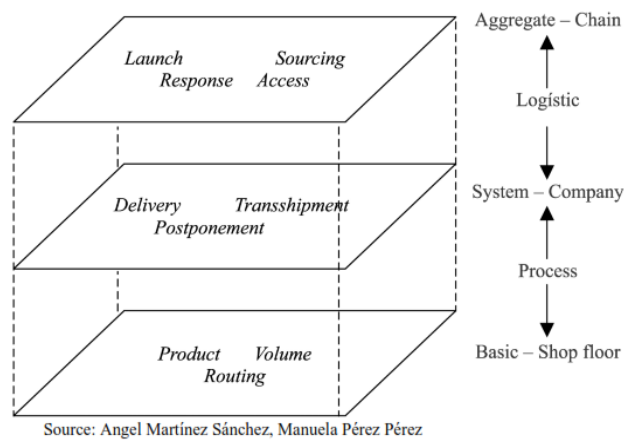 Aggregate – Chain
Launch Sourcing
Response Access
Logístic
System – Company
Delivery Transshipment
Postponement
Process
Product Volume
Basic – Shop floor
Routing
Source: Angel Martínez Sánchez, Manuela Pérez Pérez